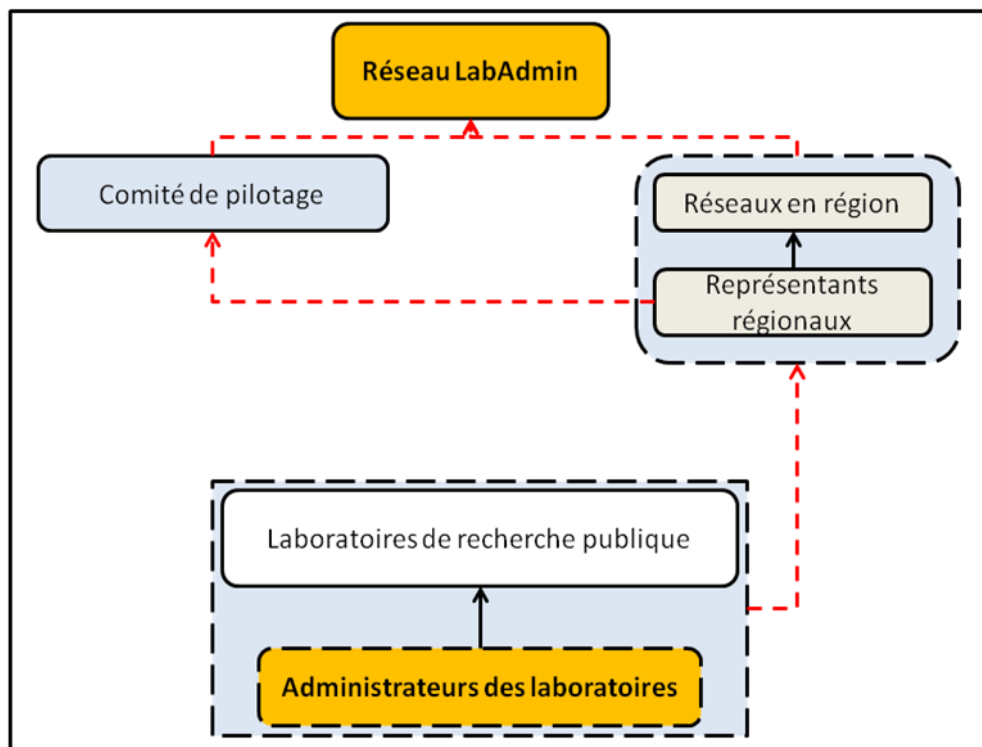 Réseau LabAdmin
Comité de pilotage
Réseaux en région
Représentants
régionaux
Laboratoires de recherche publique
Administrateurs des laboratoires